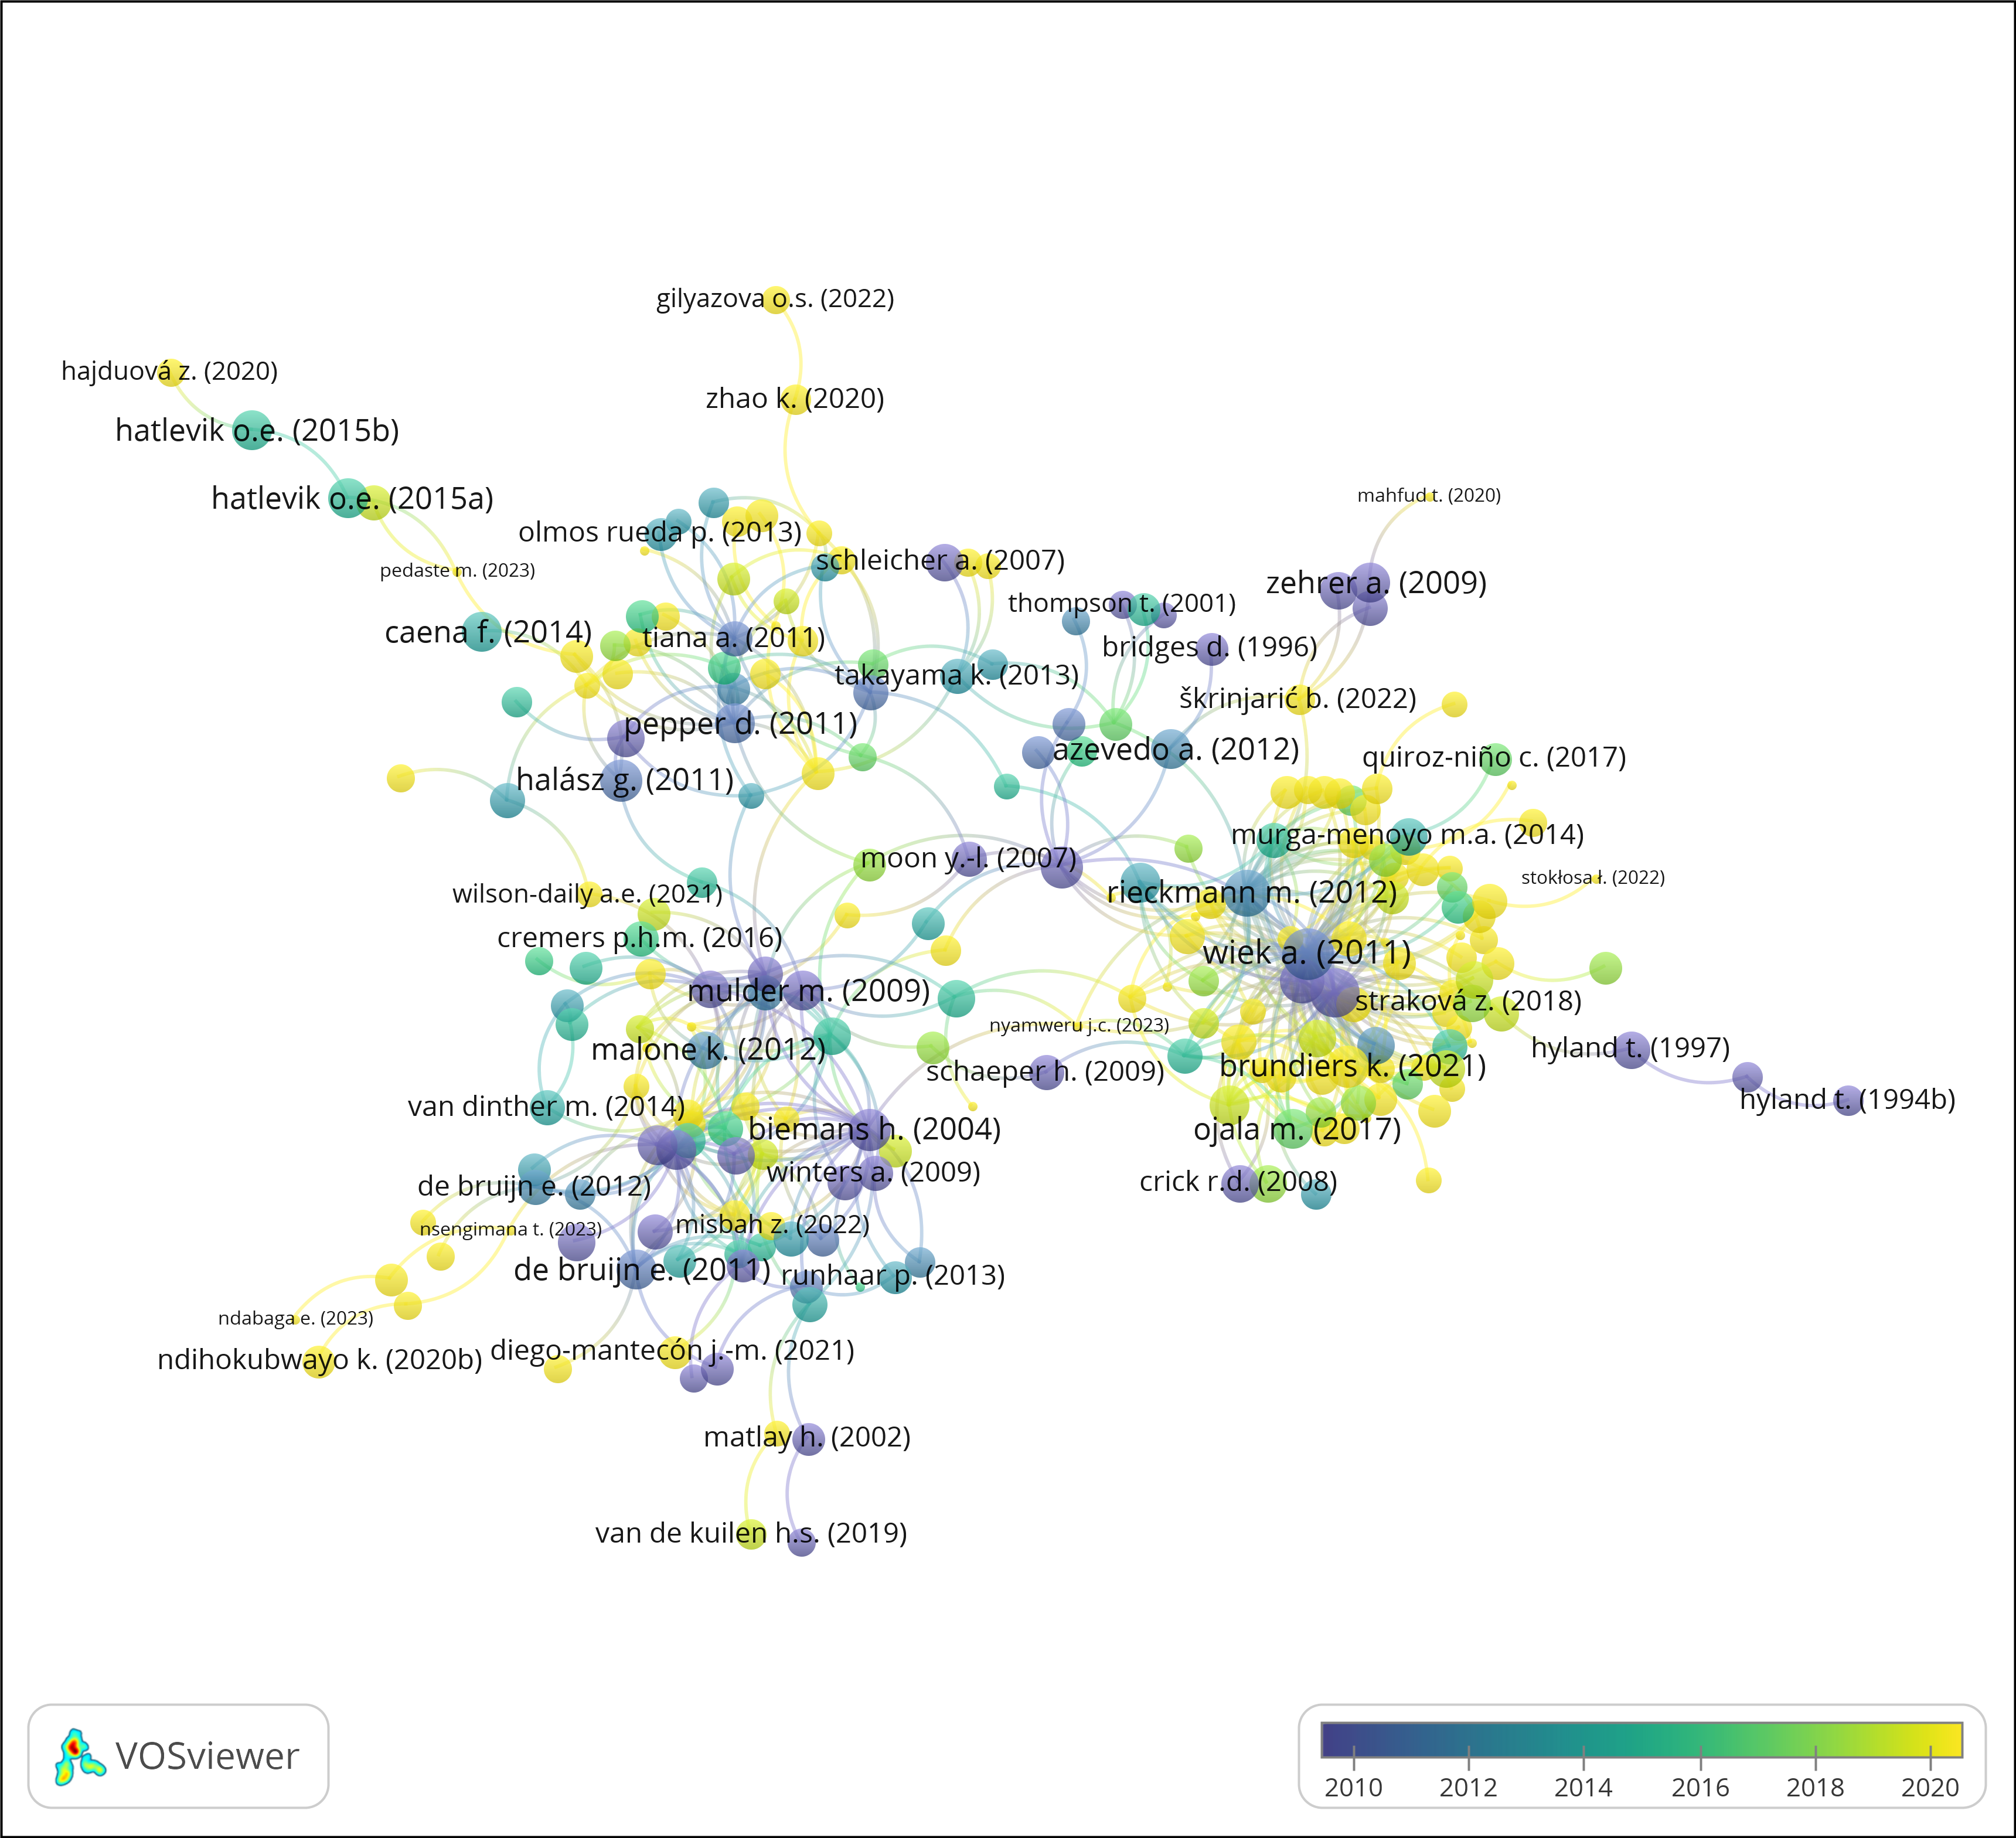 gilyazova o.s. (2022)
hajduová z. (2020)
zhao k. (2020)
hatlevik o.e. (2015b)
hatlevik o.e. (2015a)
mahfud t. (2020)
olmos rueda p. (2013)
schleicher a. (2007)
pedaste m. (2023)
zehrer a. (2009)
thompson t. (2001)
caena f. (2014)
tiana a. (2011)
bridges d. (1996)
takayama k. (2013)
škrinjarić b. (2022)
pepper d. (2011)
azevedo a. (2012)
quiroz-niño c. (2017)
halász g. (2011)
murga-menoyo m.a. (2014)
moon y.-l. (2007)
stokłosa ł. (2022)
wilson-daily a.e. (2021)
rieckmann m. (2012)
cremers p.h.m. (2016)
wiek a. (2011)
mulder m. (2009)
straková z. (2018)
nyamweru j.c. (2023)
malone k. (2012)
hyland t. (1997)
schaeper h. (2009)
brundiers k. (2021)
hyland t. (1994b)
van dinther m. (2014)
biemans h. (2004)
ojala m. (2017)
winters a. (2009)
crick r.d. (2008)
de bruijn e. (2012)
misbah z. (2022)
nsengimana t. (2023)
de bruijn e. (2011)
runhaar p. (2013)
ndabaga e. (2023)
diego-mantecón j.-m. (2021)
ndihokubwayo k. (2020b)
matlay h. (2002)
van de kuilen h.s. (2019)
VOSviewer
2010 2012 2014 2016 2018 2020